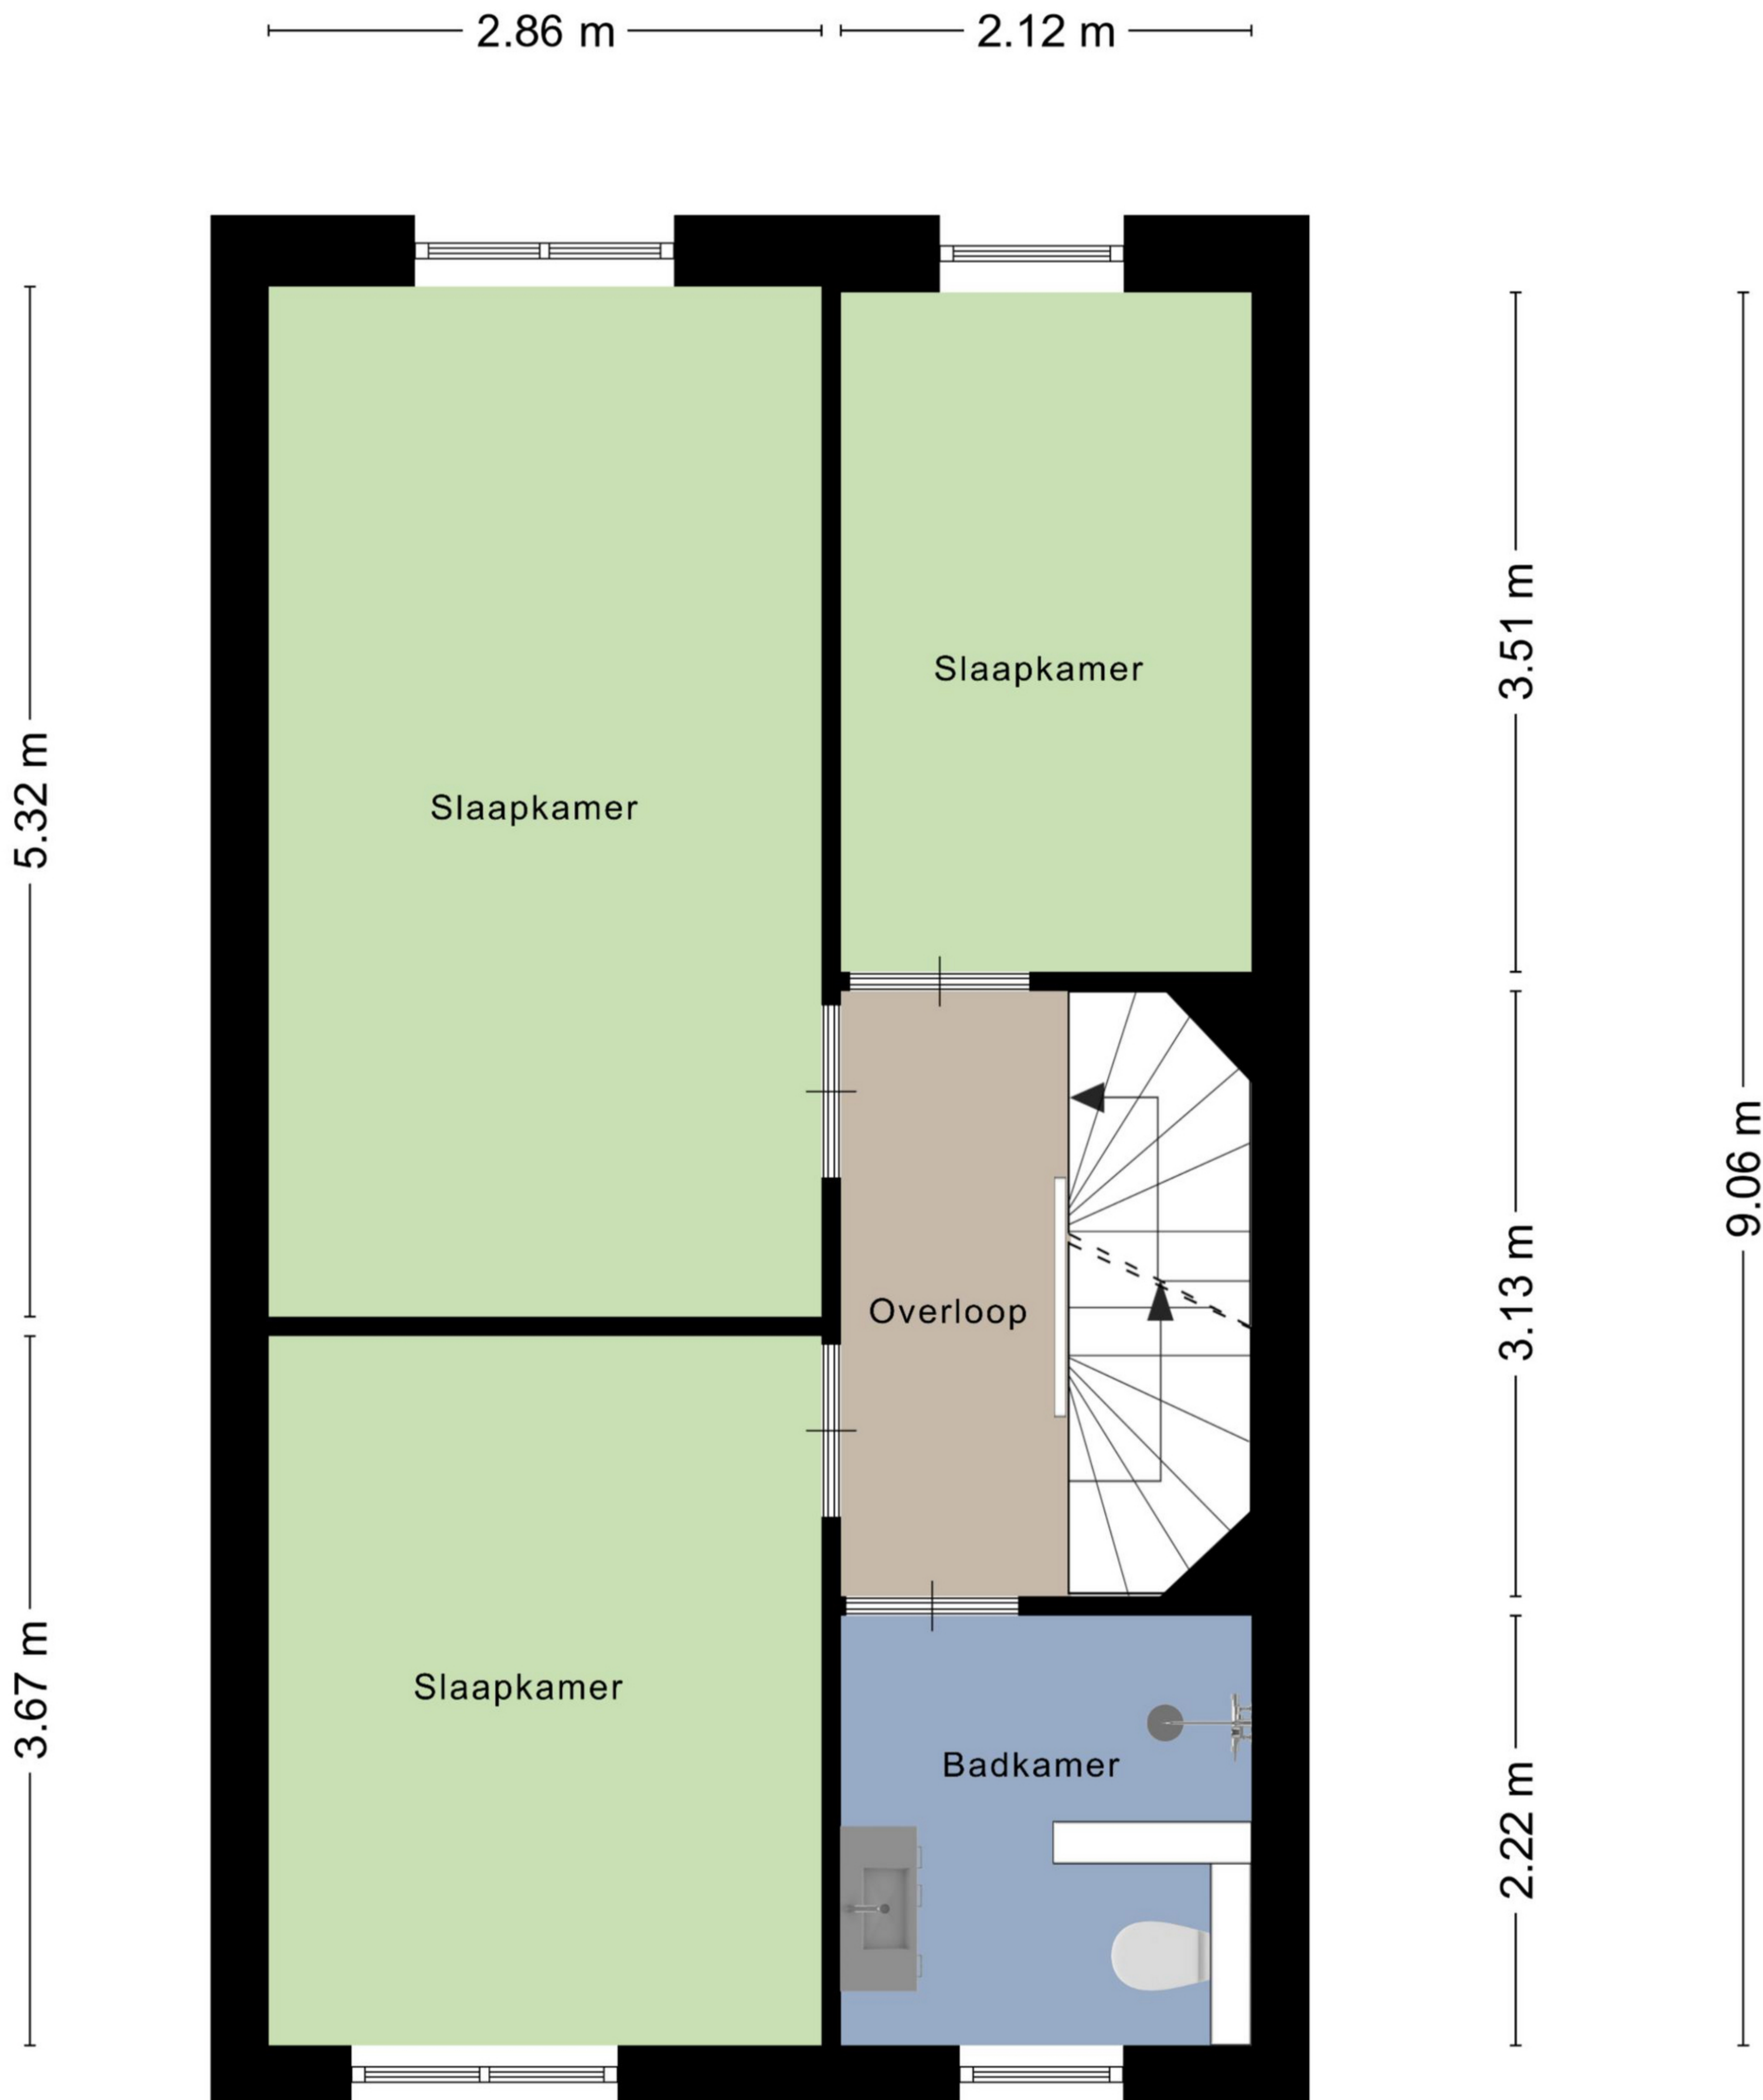 2.86 m
2.12 m
5.32 m
3.51 m
Slaapkamer
Slaapkamer
9.06 m
Overloop
3.13 m
3.67 m
Slaapkamer
Badkamer
2.22 m